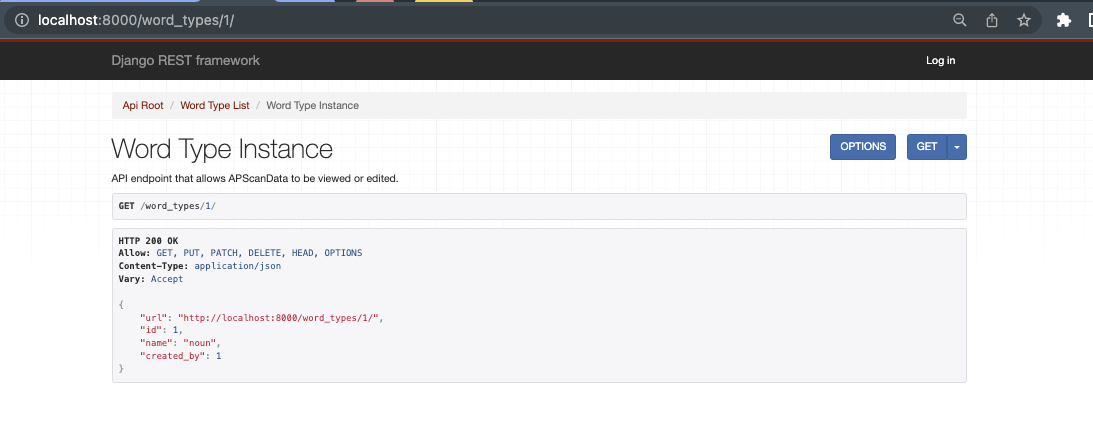 localhost:8000/word_types/1/
Django REST framework Log in
Api Root / Word Type List / Word Type Instance
Word Type Instance OPTIONS GET
API endpoint that allows APScanData to be viewed or edited.
GET /word_types/1/
HTTP 200 OK
Allow: GET, PUT, PATCH, DELETE, HEAD, OPTIONS
Content-Type: application/json
Vary: Accept
{
"url": "http://localhost:8000/word_types/1/",
"id": 1,
"name": "noun",
"created_by": 1
}